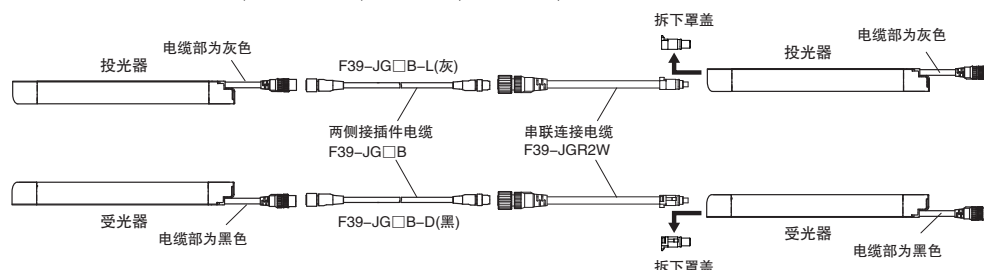 拆下罩盖
电缆部为灰色
投光器
F39–JG□B–L(灰)
投光器
电缆部为灰色
两侧接插件电缆
F39–JG□B
串联连接电缆
F39–JGR2W
受光器
电缆部为黑色
F39–JG□B–D(黑)
受光器
电缆部为黑色
拆下罩盖